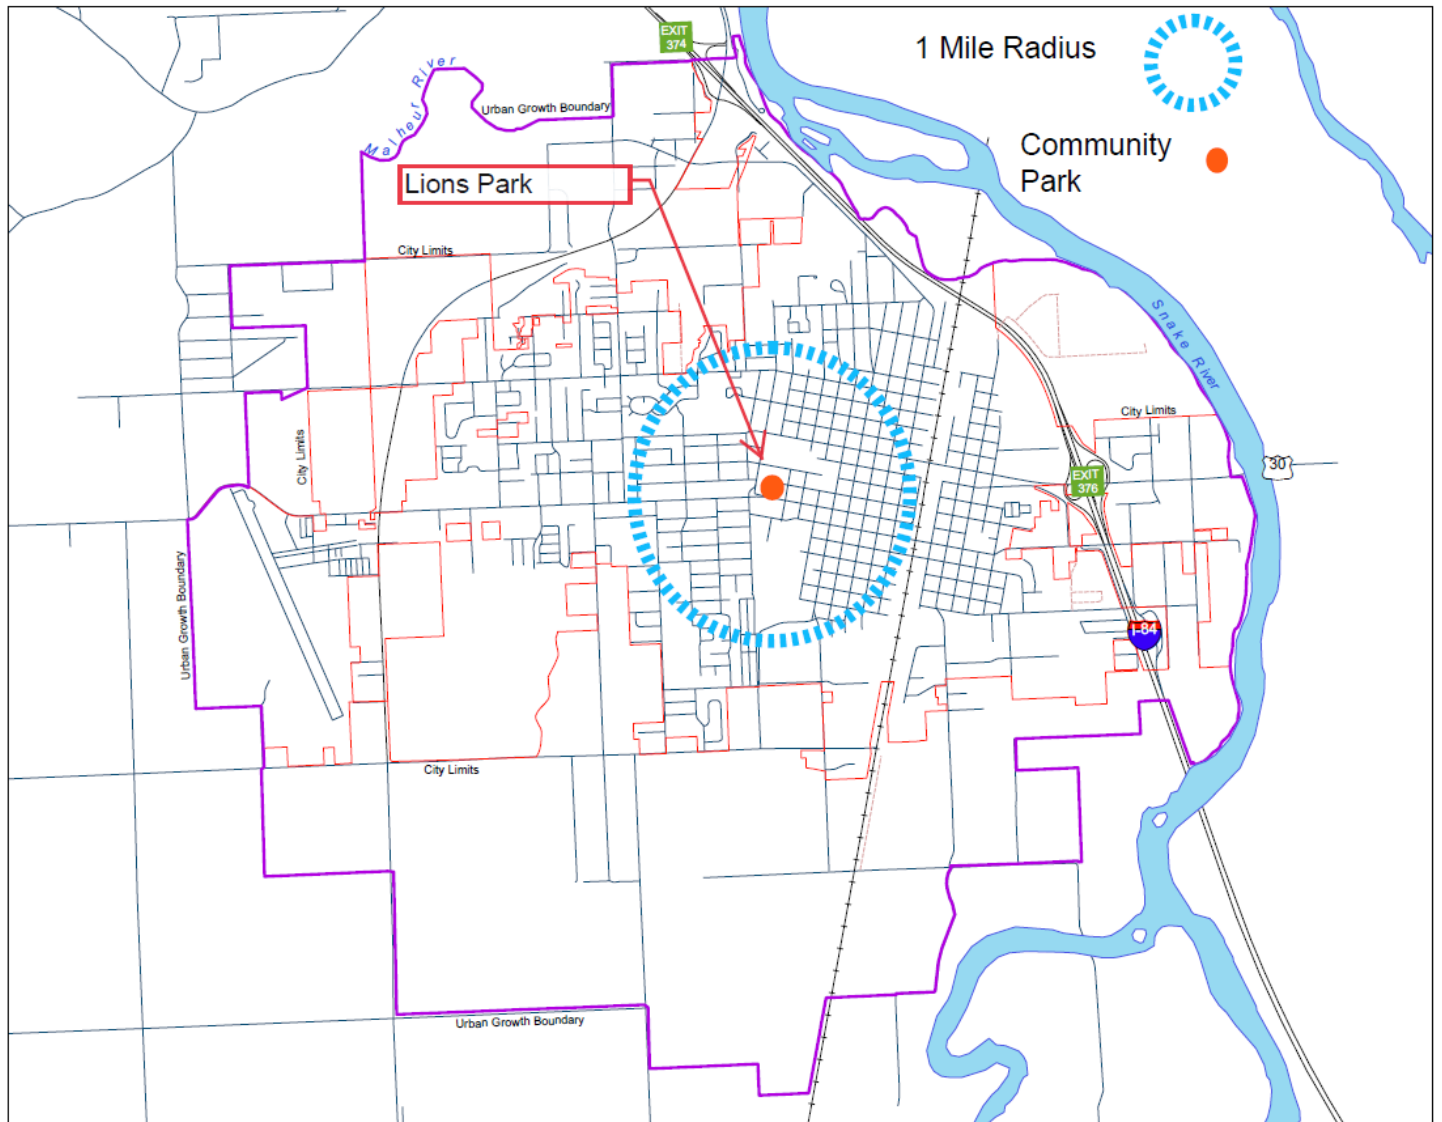 EXIT
374
1 Mile Radius
Malheur River
Urban Growth Boundary
Community
Park
Lions Park
City Limits
Snake River
City Limits
City Limits
30
EXIT
376
Urban Growth Boundary
I-84
City Limits
Urban Growth Boundary